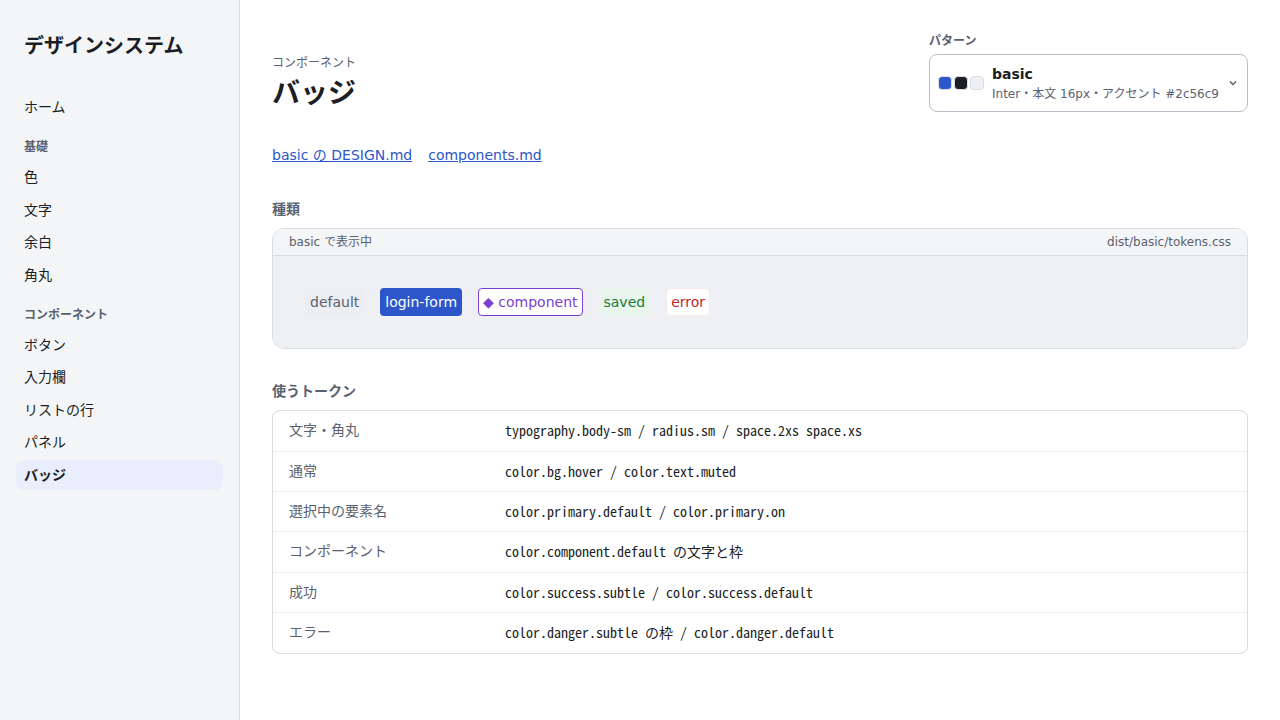 デザインシステム
ホーム
基礎
色
文字
余白
角丸
コンポーネント
ボタン
入力欄
リストの行
パネル
バッジ
コンポーネント
バッジ
パターン
basic
Inter・本文 16px・アクセント #2c56c9
basic の DESIGN.md components.md
種類
basic で表示中 dist/basic/tokens.css
default login-form ◆ component saved error
使うトークン
文字・角丸 typography.body-sm / radius.sm / space.2xs space.xs
通常 color.bg.hover / color.text.muted
選択中の要素名 color.primary.default / color.primary.on
コンポーネント color.component.default の文字と枠
成功 color.success.subtle / color.success.default
エラー color.danger.subtle の枠 / color.danger.default